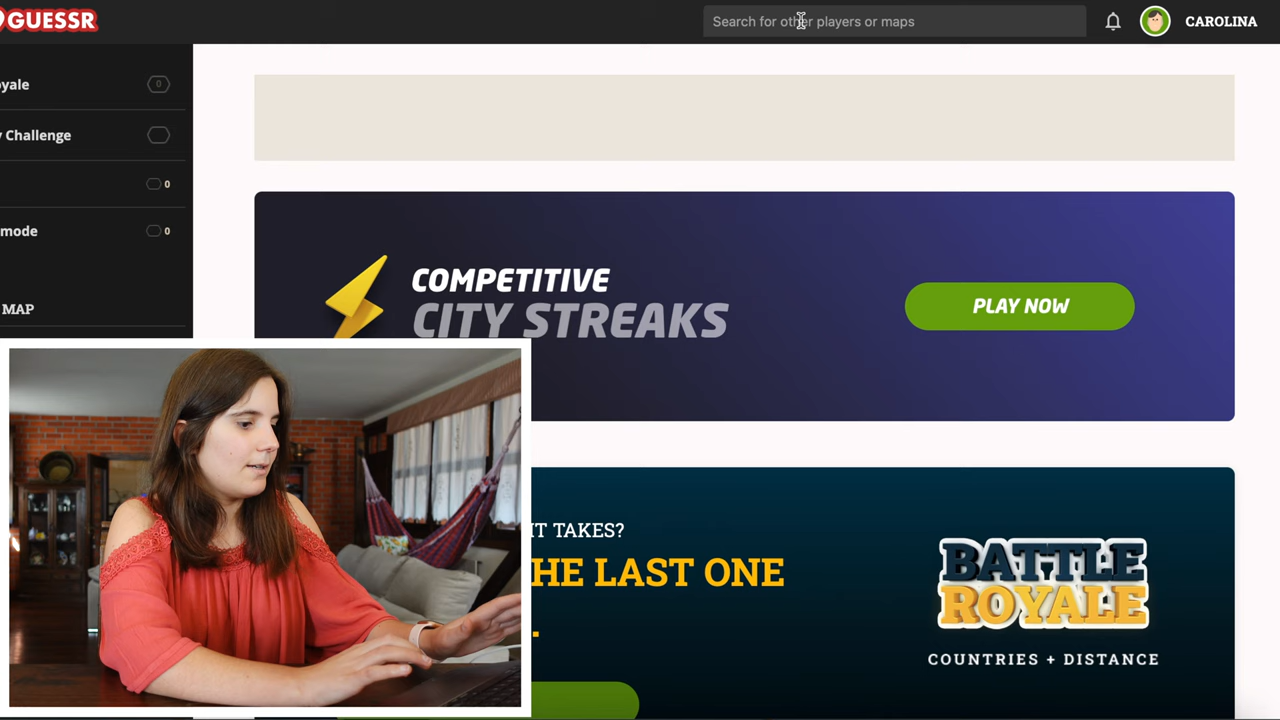 GUESSR
Search for other players or maps
CAROLINA
oyale
0
y Challenge
0
mode
0
MAP
COMPETITIVE
CITY STREAKS
PLAY NOW
IT TAKES?
HE LAST ONE
.
BATTLE
ROYALE
COUNTRIES + DISTANCE